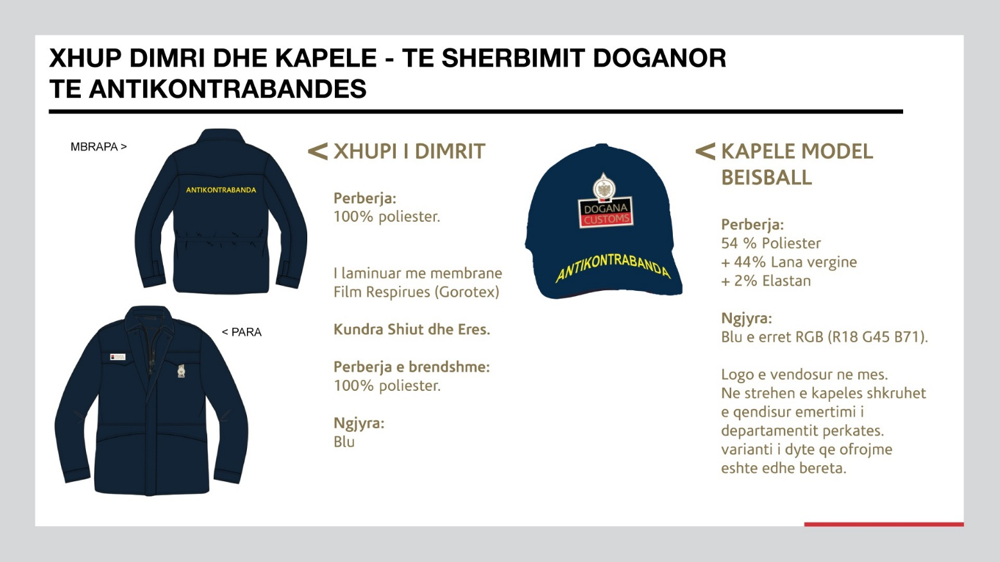 XHUP DIMRI DHE KAPELE - TE SHERBIMIT DOGANOR
TE ANTIKONTRABANDES
MBRAPA >
ANTIKONTRABANDA
< PARA
< XHUPI I DIMRIT
Perberja:
100% poliester.
I laminuar me membrane
Film Respirues (Gorotex)
Kundra Shiut dhe Eres.
Perberja e brendshme:
100% poliester.
Ngjyra:
Blu
DOGANA
CUSTOMS
ANTIKONTRABANDA
< KAPELE MODEL
BEISBALL
Perberja:
54 % Poliester
+ 44% Lana vergine
+ 2% Elastan
Ngjyra:
Blu e erret RGB (R18 G45 B71).
Logo e vendosur ne mes.
Ne strehen e kapeles shkruhet
e qendisur emertimi i
departamentit perkates.
varianti i dyte qe ofrojme
eshte edhe bereta.